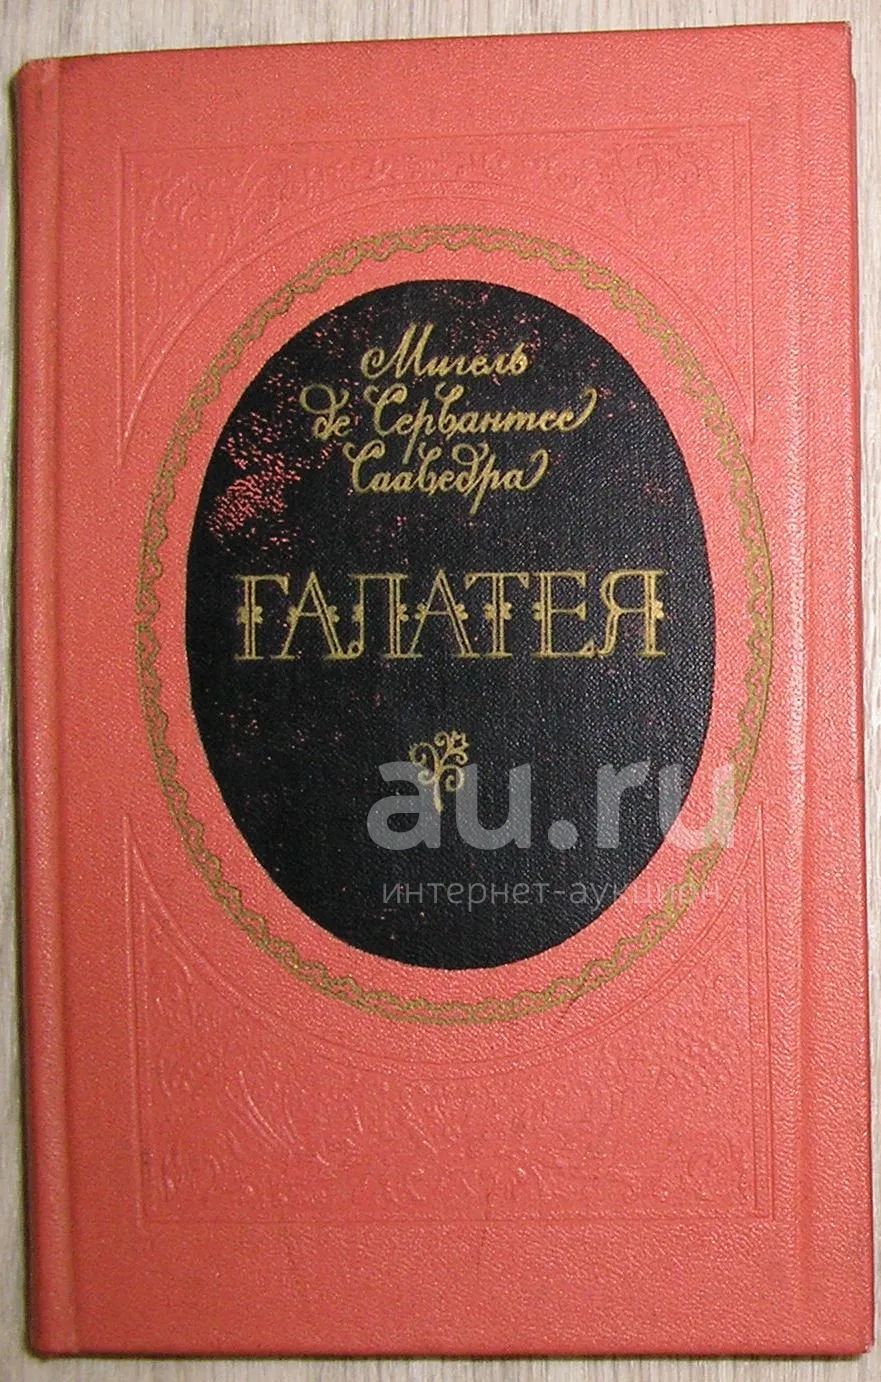 Мигель
де Сервантес
Сааведра
ГАЛАТЕЯ
au.ru
интернет-аукцион